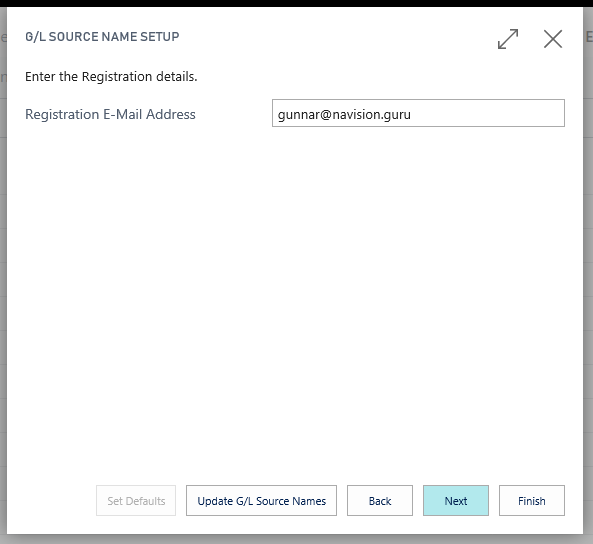 G/L SOURCE NAME SETUP
Enter the Registration details.
Registration E-Mail Address
gunnar@navision.guru
Set Defaults
Update G/L Source Names
Back
Next
Finish